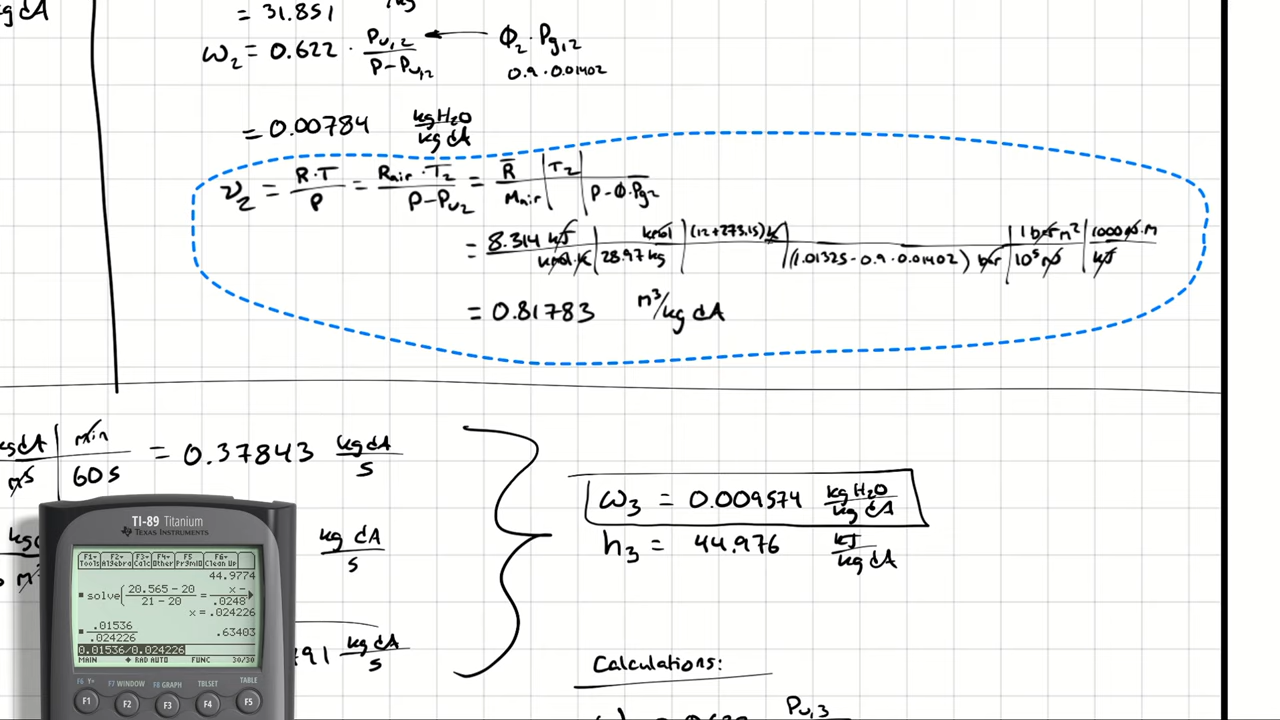 kg dA
= 31.851
ω₂ = 0.622 · Pv,2 / (P-Pv,2) ← Φ₂·Pg,2
0.9·0.01402
= 0.00784 kg H₂O / kg dA
v₂ = R·T / P = Rair·T₂ / (P-Pv₂) = R̄ / Mair | T₂ | / P-Φ·Pg₂
= 8.314 kJ / kmol·K | kmol / 28.97 kg | (12+273.15) K | / (1.01325-0.9·0.01402) bar | 1 bar m² / 10⁵ N | 1000 N·m / kJ
= 0.81783 m³/kg dA
kg dA / m³ | min / 60 s = 0.37843 kg dA / s
kg dA / s
791 kg dA / s
ω₃ = 0.009574 kg H₂O / kg dA
h₃ = 44.976 kJ / kg dA
Calculations:
Pv,3
TI-89 Titanium
TEXAS INSTRUMENTS
F1 Tools F2 Algebra F3 Calc F4 Other F5 PrgmIO F6 Clean Up
44.9774
solve( (20.565-20) / (21-20) = x- / .0248
x = .024226
.01536 / .024226 .63403
0.01536/0.024226
MAIN RAD AUTO FUNC 30/30
F6 Y= F7 WINDOW F8 GRAPH TBLSET TABLE
F1 F2 F3 F4 F5